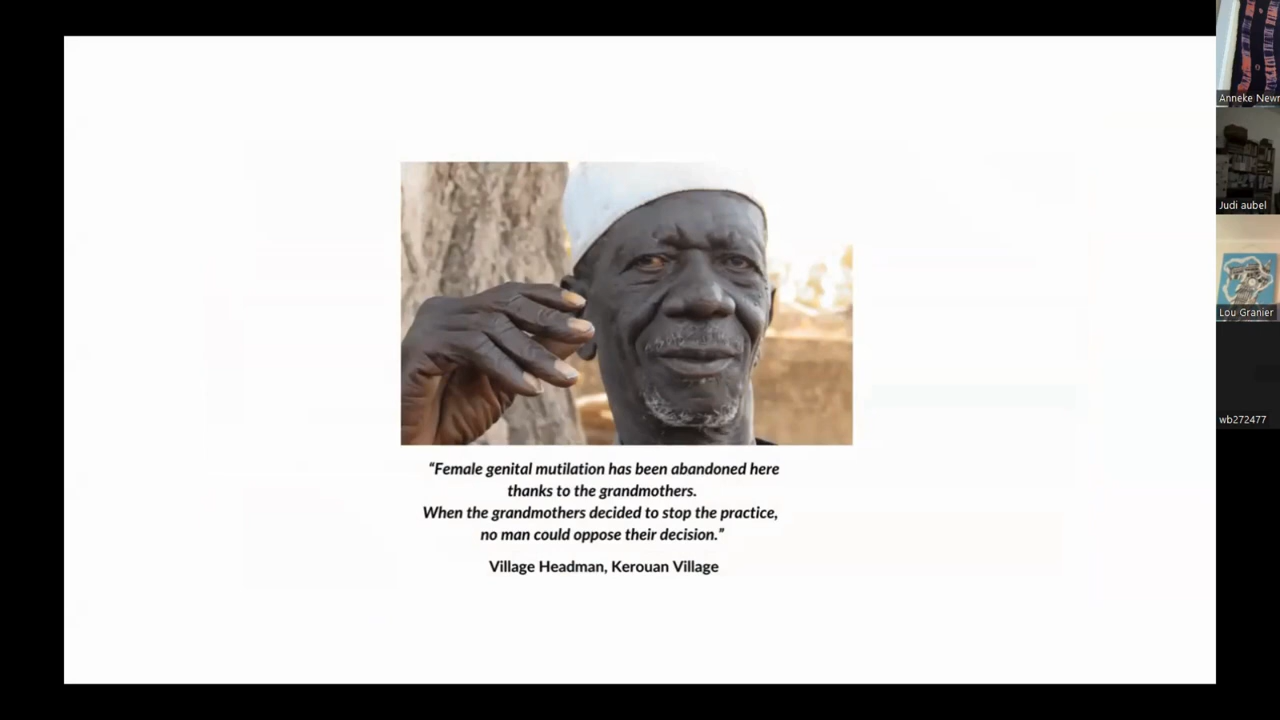 “Female genital mutilation has been abandoned here
thanks to the grandmothers.
When the grandmothers decided to stop the practice,
no man could oppose their decision.”
Village Headman, Kerouan Village
Anneke Newr
Judi aubel
Lou Granier
wb272477